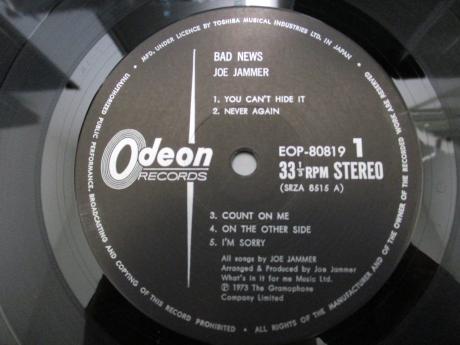 • MFD. UNDER LICENCE BY TOSHIBA MUSICAL INDUSTRIES LTD. IN JAPAN •
BAD NEWS
JOE JAMMER
1. YOU CAN'T HIDE IT
2. NEVER AGAIN
Odeon
RECORDS
EOP-80819 1
33⅓RPM STEREO
(SRZA 8515 A)
3. COUNT ON ME
4. ON THE OTHER SIDE
5. I'M SORRY
All songs by JOE JAMMER
Arranged & Produced by Joe Jammer
What's in it for me Music Ltd.
Ⓟ 1973 The Gramophone
Company Limited
UNAUTHORIZED PUBLIC PERFORMANCE, BROADCASTING AND COPYING OF THIS RECORD PROHIBITED • ALL RIGHTS OF THE MANUFACTURER AND OF THE OWNER OF THE RECORDED WORK ARE RESERVED